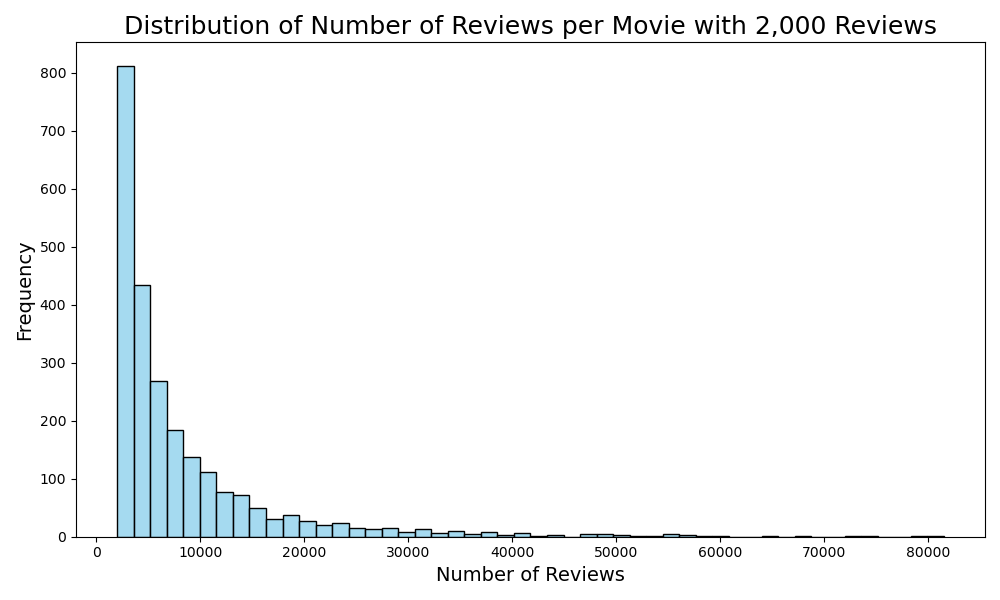 Distribution of Number of Reviews per Movie with 2,000 Reviews
800
700
600
500
400
300
200
100
0
Frequency
0 10000 20000 30000 40000 50000 60000 70000 80000
Number of Reviews